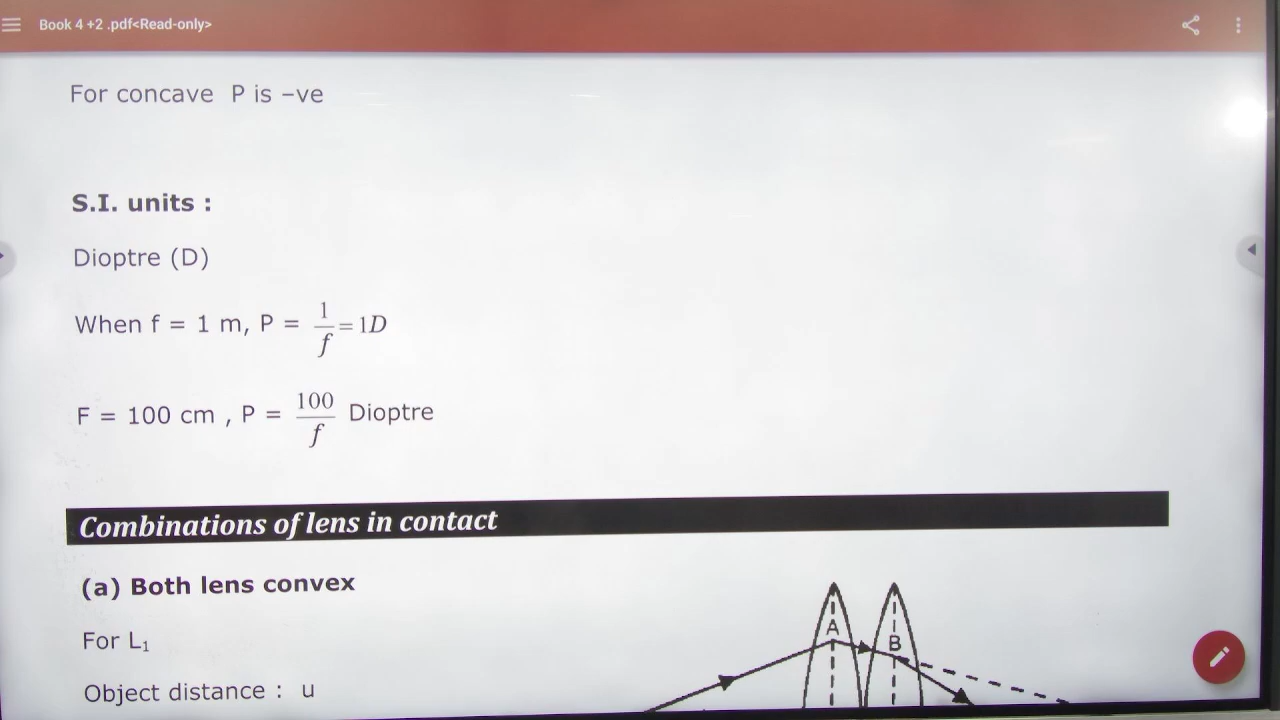 Book 4 +2 .pdf<Read-only>
For concave P is –ve
S.I. units :
Dioptre (D)
When f = 1 m, P = 1/f = 1D
F = 100 cm , P = 100/f Dioptre
Combinations of lens in contact
(a) Both lens convex
For L₁
Object distance : u
A
B